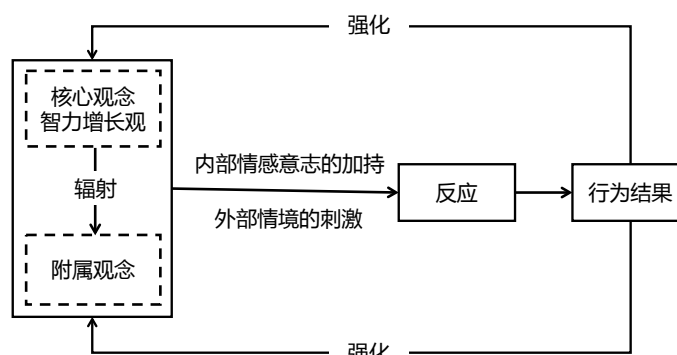 强化
核心观念
智力增长观
辐射
附属观念
内部情感意志的加持
外部情境的刺激
反应
行为结果
强化